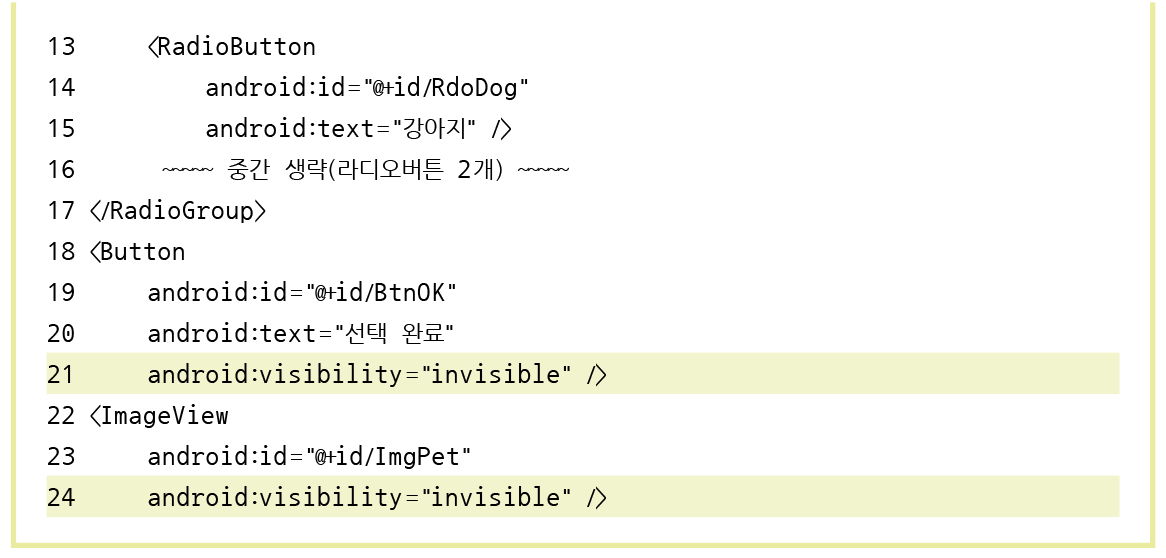 13     <RadioButton
14         android:id="@+id/RdoDog"
15         android:text="강아지" />
16      ~~~~~ 중간 생략(라디오버튼 2개) ~~~~~
17 </RadioGroup>
18 <Button
19     android:id="@+id/BtnOK"
20     android:text="선택 완료"
21     android:visibility="invisible" />
22 <ImageView
23     android:id="@+id/ImgPet"
24     android:visibility="invisible" />